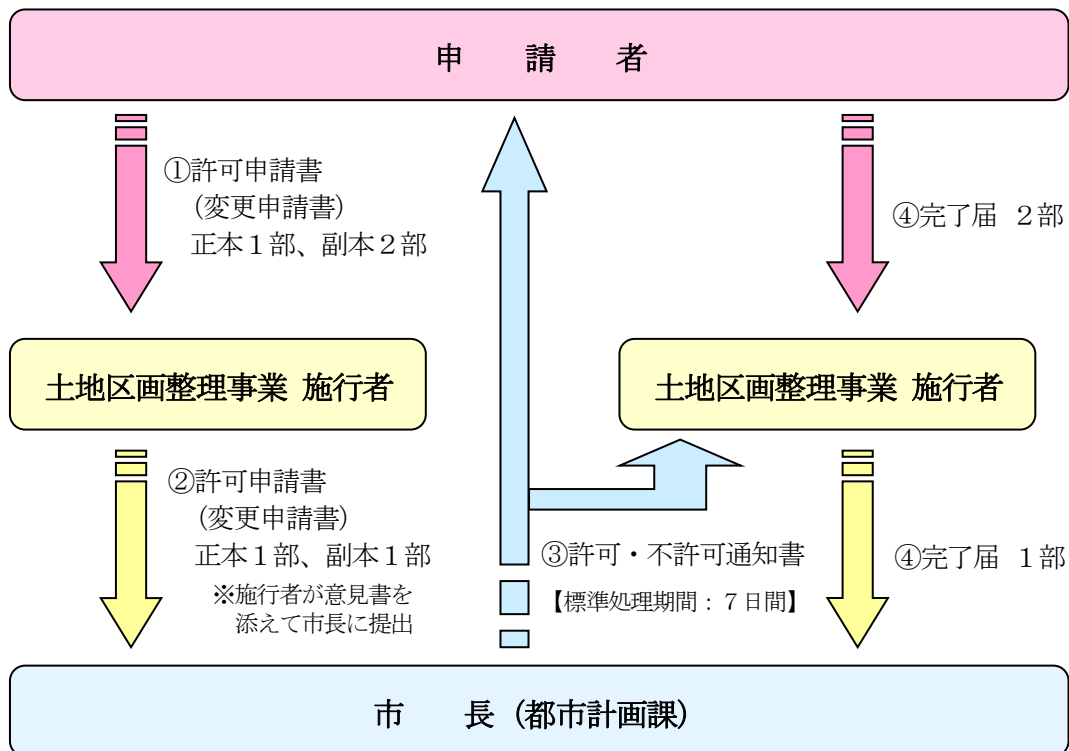 申　請　者
①許可申請書
(変更申請書)
正本１部、副本２部
④完了届 ２部
土地区画整理事業 施行者
土地区画整理事業 施行者
②許可申請書
(変更申請書)
正本１部、副本１部
※施行者が意見書を
添えて市長に提出
③許可・不許可通知書
【標準処理期間：７日間】
④完了届 １部
市　長（都市計画課）